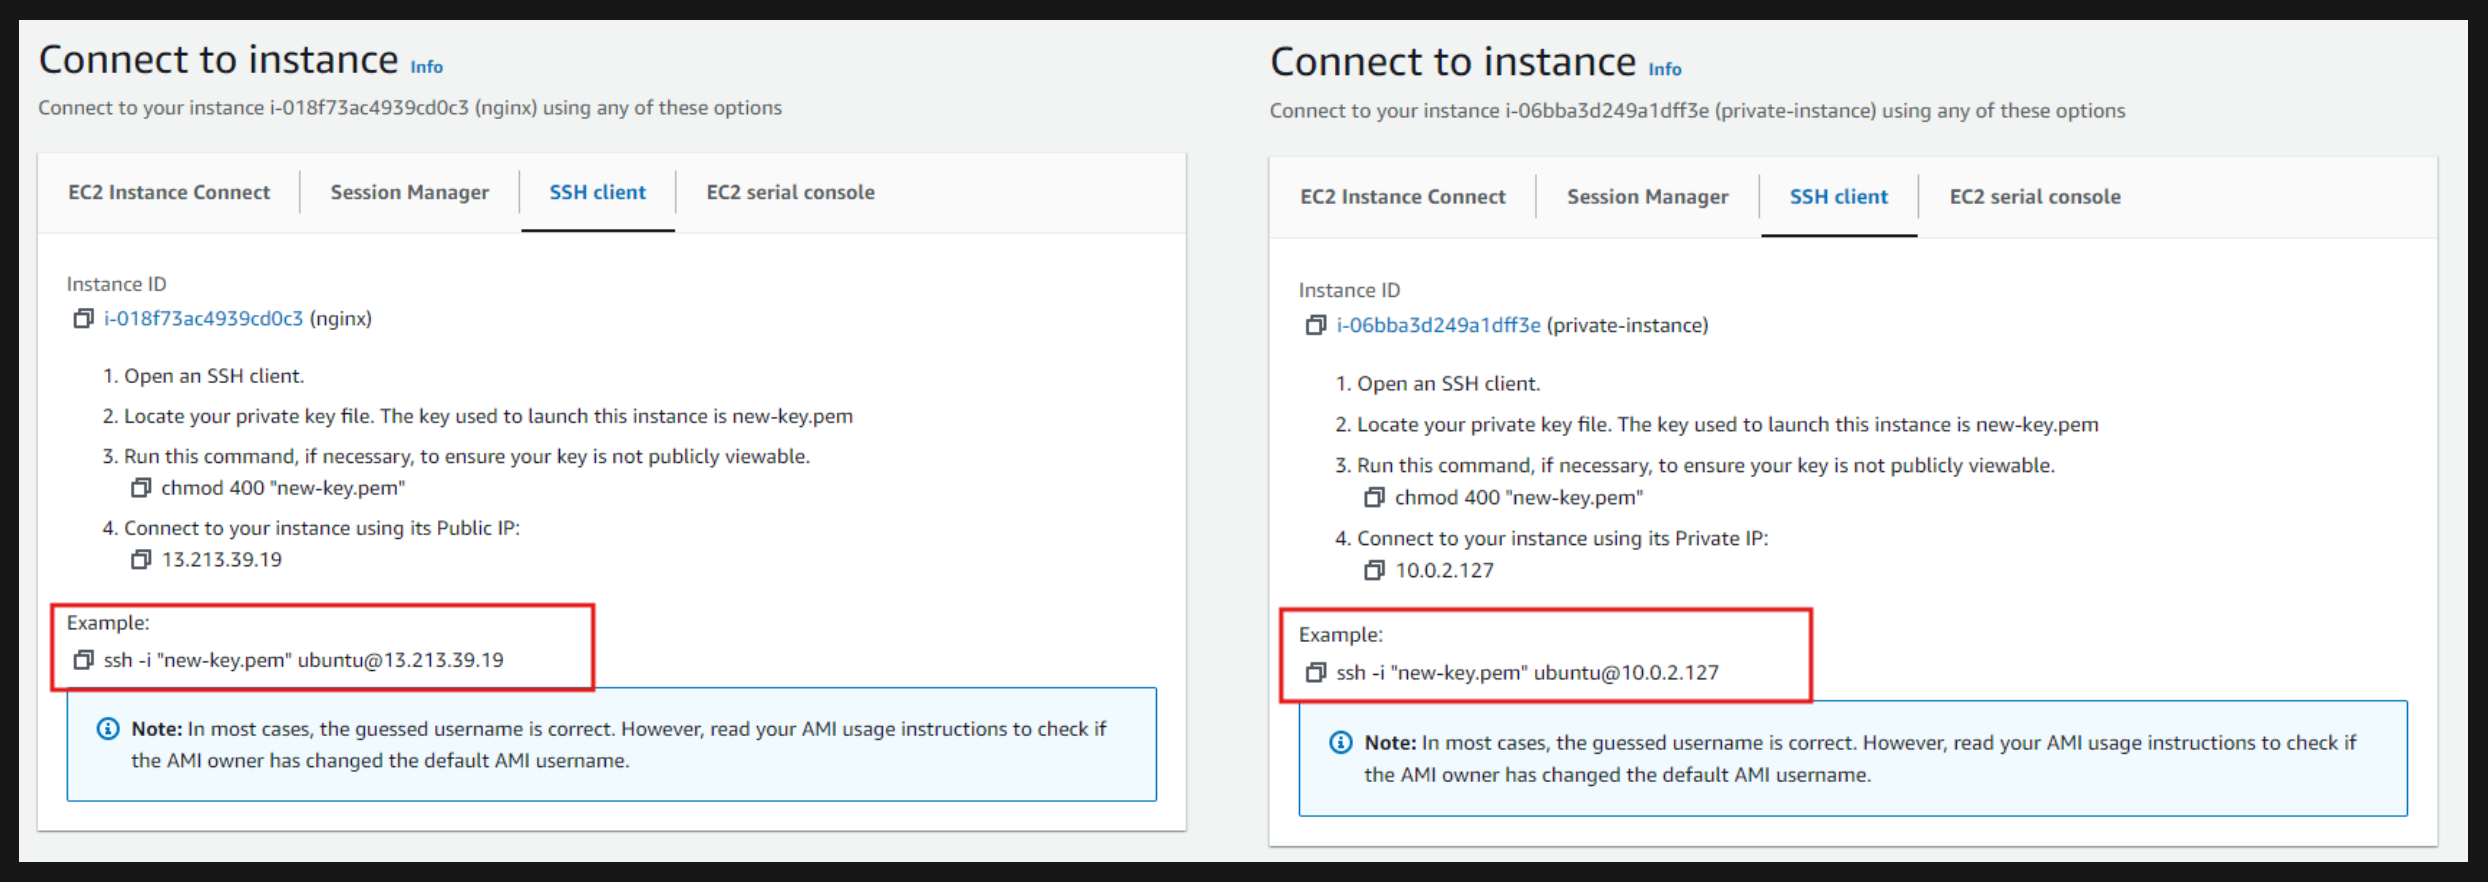 Connect to instance Info
Connect to your instance i-018f73ac4939cd0c3 (nginx) using any of these options
EC2 Instance Connect
Session Manager
SSH client
EC2 serial console
Instance ID
i-018f73ac4939cd0c3 (nginx)
1. Open an SSH client.
2. Locate your private key file. The key used to launch this instance is new-key.pem
3. Run this command, if necessary, to ensure your key is not publicly viewable.
chmod 400 "new-key.pem"
4. Connect to your instance using its Public IP:
13.213.39.19
Example:
ssh -i "new-key.pem" ubuntu@13.213.39.19
Note: In most cases, the guessed username is correct. However, read your AMI usage instructions to check if
the AMI owner has changed the default AMI username.
Connect to instance Info
Connect to your instance i-06bba3d249a1dff3e (private-instance) using any of these options
EC2 Instance Connect
Session Manager
SSH client
EC2 serial console
Instance ID
i-06bba3d249a1dff3e (private-instance)
1. Open an SSH client.
2. Locate your private key file. The key used to launch this instance is new-key.pem
3. Run this command, if necessary, to ensure your key is not publicly viewable.
chmod 400 "new-key.pem"
4. Connect to your instance using its Private IP:
10.0.2.127
Example:
ssh -i "new-key.pem" ubuntu@10.0.2.127
Note: In most cases, the guessed username is correct. However, read your AMI usage instructions to check if
the AMI owner has changed the default AMI username.